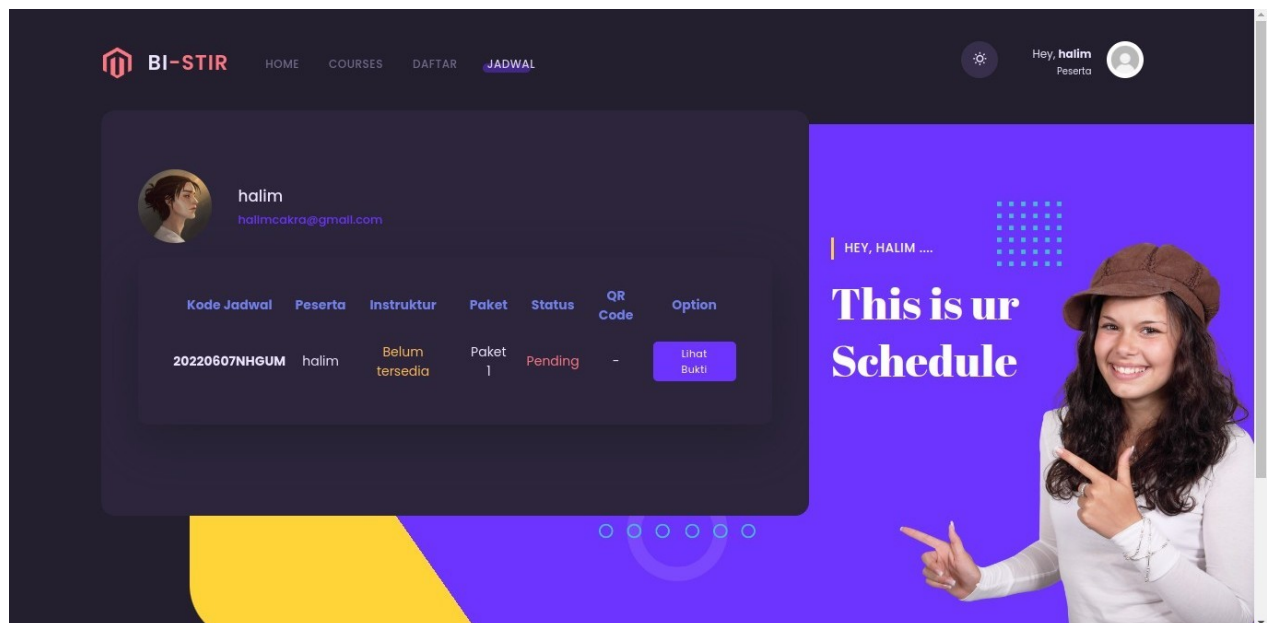 BI-STIR HOME COURSES DAFTAR JADWAL
Hey, halim
Peserta
halim
halimcakra@gmail.com
Kode Jadwal Peserta Instruktur Paket Status QR Code Option
20220607NHGUM halim Belum tersedia Paket 1 Pending - Lihat Bukti
HEY, HALIM ....
This is ur
Schedule